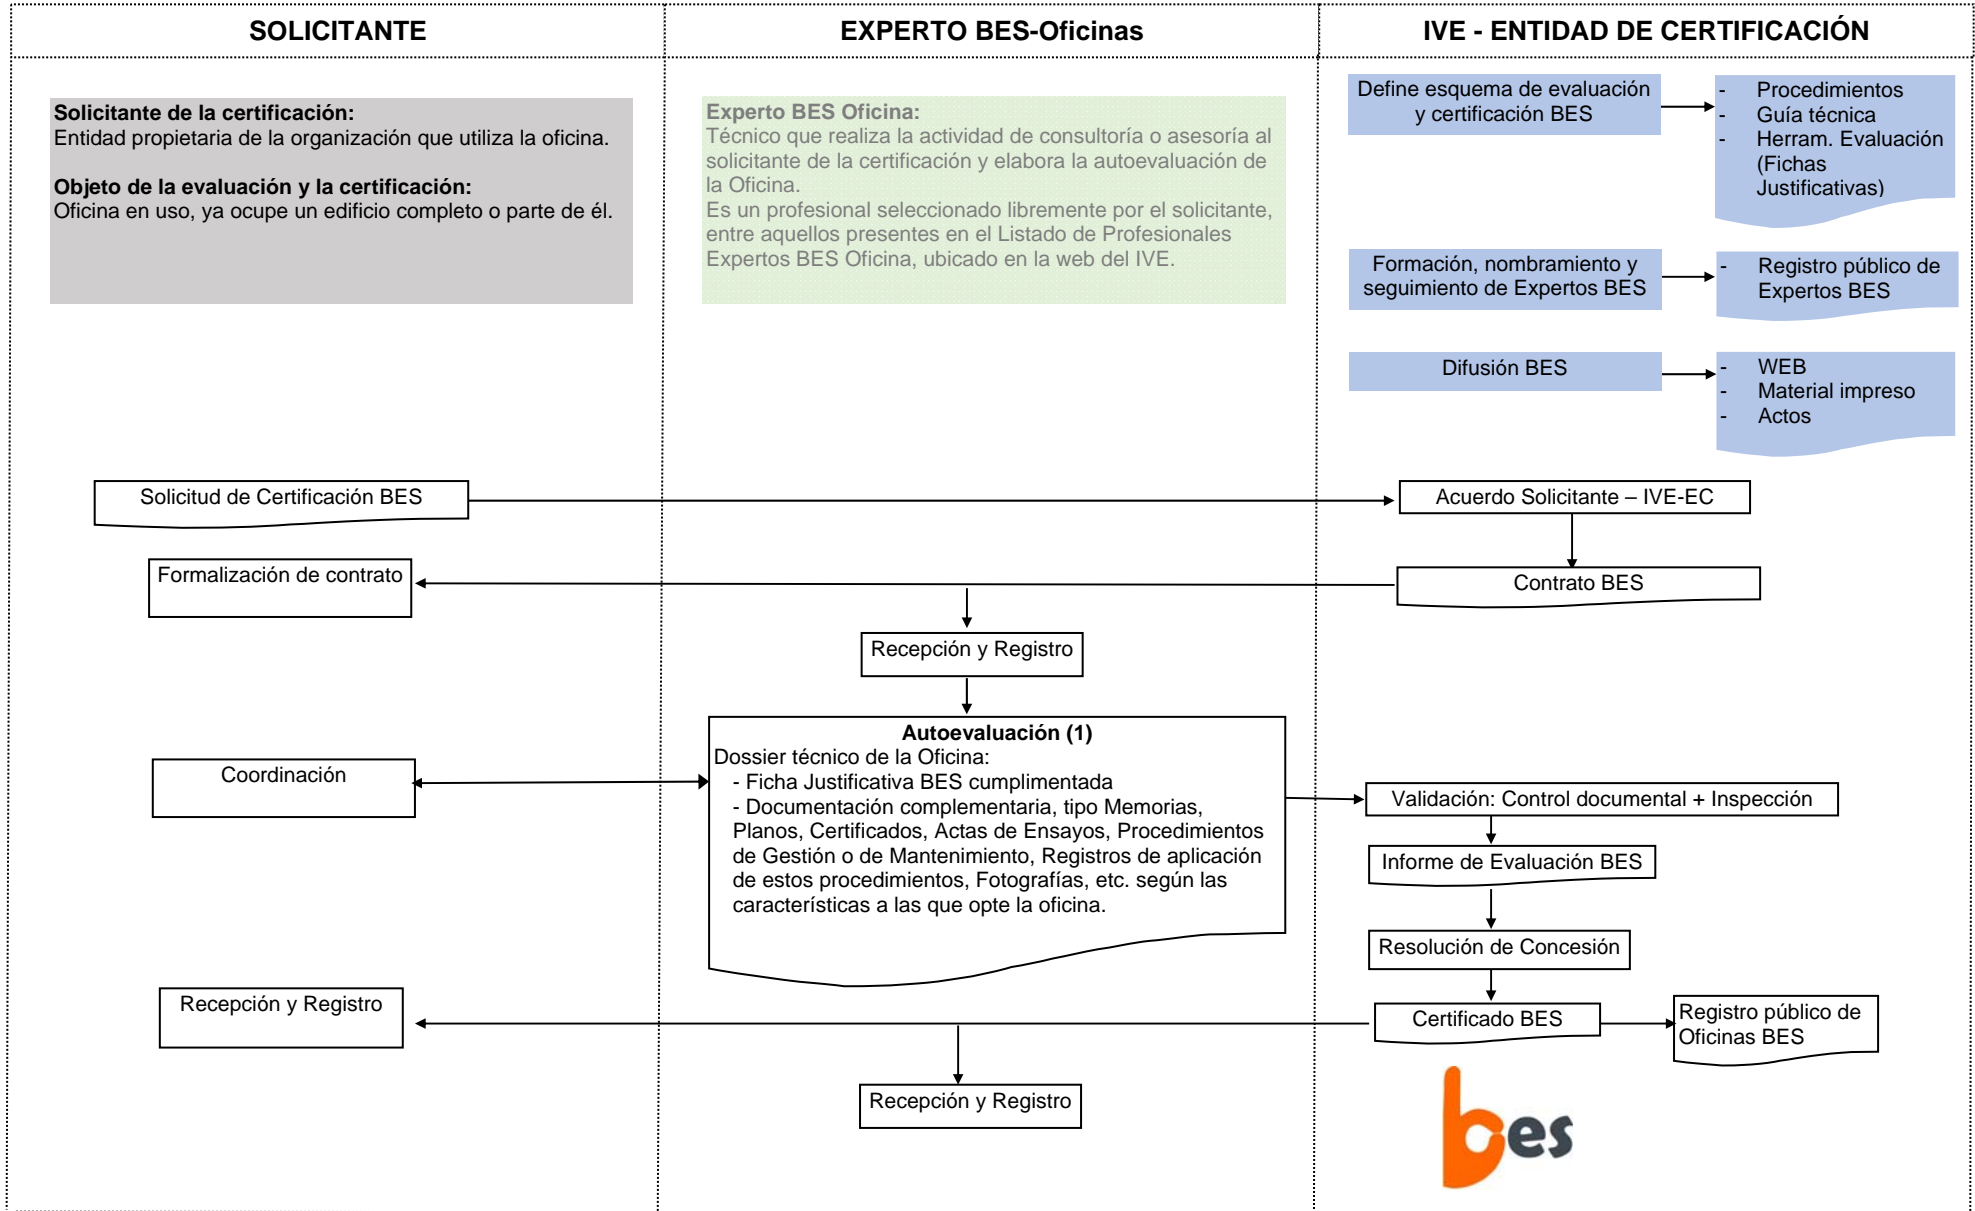 SOLICITANTE
EXPERTO BES-Oficinas
IVE - ENTIDAD DE CERTIFICACIÓN
Solicitante de la certificación:
Entidad propietaria de la organización que utiliza la oficina.
Objeto de la evaluación y la certificación:
Oficina en uso, ya ocupe un edificio completo o parte de él.
Experto BES Oficina:
Técnico que realiza la actividad de consultoría o asesoría al
solicitante de la certificación y elabora la autoevaluación de
la Oficina.
Es un profesional seleccionado libremente por el solicitante,
entre aquellos presentes en el Listado de Profesionales
Expertos BES Oficina, ubicado en la web del IVE.
Define esquema de evaluación
y certificación BES
- Procedimientos
- Guía técnica
- Herram. Evaluación
(Fichas
Justificativas)
Formación, nombramiento y
seguimiento de Expertos BES
- Registro público de
Expertos BES
Difusión BES
- WEB
- Material impreso
- Actos
Solicitud de Certificación BES
Acuerdo Solicitante – IVE-EC
Formalización de contrato
Contrato BES
Recepción y Registro
Autoevaluación (1)
Dossier técnico de la Oficina:
- Ficha Justificativa BES cumplimentada
- Documentación complementaria, tipo Memorias,
Planos, Certificados, Actas de Ensayos, Procedimientos
de Gestión o de Mantenimiento, Registros de aplicación
de estos procedimientos, Fotografías, etc. según las
características a las que opte la oficina.
Coordinación
Validación: Control documental + Inspección
Informe de Evaluación BES
Resolución de Concesión
Recepción y Registro
Certificado BES
Registro público de
Oficinas BES
Recepción y Registro
bes